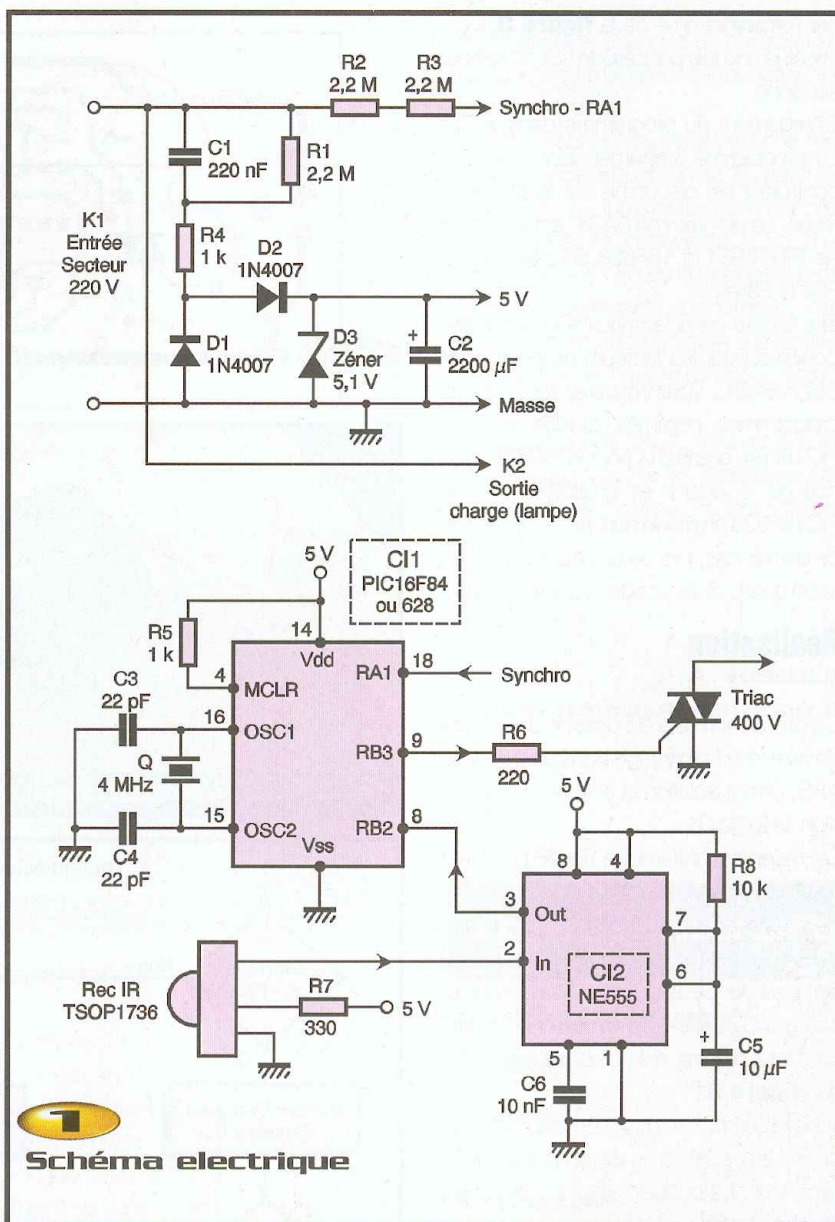 R2
2,2 M
R3
2,2 M
Synchro - RA1
C1
220 nF
R1
2,2 M
K1
Entrée
Secteur
220 V
R4
1 k
D2
1N4007
5 V
D1
1N4007
D3
Zéner
5,1 V
+
C2
2200 µF
Masse
K2
Sortie
charge (lampe)
5 V
CI1
PIC16F84
ou 628
R5
1 k
14
Vdd
4
MCLR
RA1
18
Synchro
C3
22 pF
16
OSC1
Q
4 MHz
RB3
9
R6
220
Triac
400 V
15
OSC2
RB2
8
C4
22 pF
Vss
5 V
8
4
R8
10 k
3
Out
7
2
In
6
CI2
NE555
Rec IR
TSOP1736
R7
330
5 V
5
1
+
C5
10 µF
C6
10 nF
1
Schéma electrique